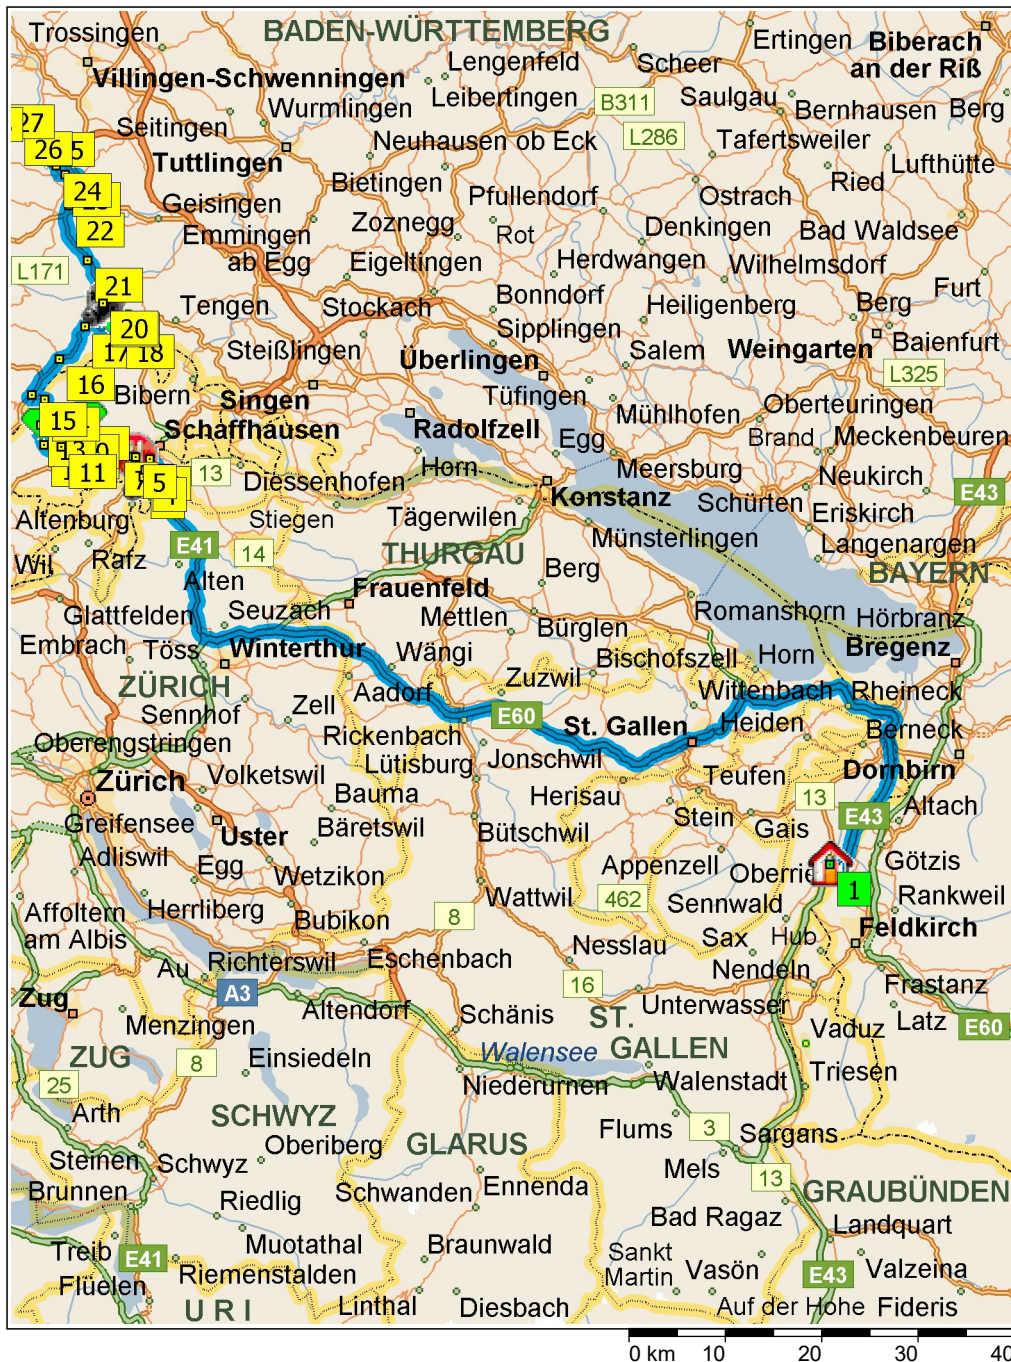 Trossingen
BADEN-WÜRTTEMBERG
Ertingen
Biberach
an der Riß
Lengenfeld
Scheer
Villingen-Schwenningen
Leibertingen
B311
Saulgau
Bernhausen
Berg
Wurmlingen
27
Seitingen
Neuhausen ob Eck
L286
Tafertsweiler
26
5
Tuttlingen
Lufthütte
Bietingen
Ried
24
Geisingen
Pfullendorf
Ostrach
22
Emmingen
ab Egg
Zoznegg
Rot
Denkingen
Bad Waldsee
L171
Eigeltingen
Herdwangen
Wilhelmsdorf
21
Tengen
Stockach
Bonndorf
Heiligenberg
Berg
Furt
20
Sipplingen
17
18
Steißlingen
Überlingen
Salem
Weingarten
Baienfurt
L325
16
Bibern
Singen
Tüfingen
Mühlhofen
Oberteuringen
15
Schaffhausen
Radolfzell
Egg
Brand
Meckenbeuren
11
5
13
Diessenhofen
Horn
Meersburg
Neukirch
Konstanz
Schürten
E43
Altenburg
Stiegen
Tägerwilen
Eriskirch
E41
14
Münsterlingen
Langenargen
Wil
Rafz
Alten
THURGAU
Berg
BAYERN
Frauenfeld
Glattfelden
Seuzach
Mettlen
Romanshorn
Hörbranz
Embrach
Töss
Winterthur
Wängi
Bürglen
Bischofszell
Horn
Bregenz
ZÜRICH
Zell
Aadorf
Zuzwil
Wittenbach
Rheineck
Sennhof
Rickenbach
E60
St. Gallen
Heiden
Berneck
Oberengstringen
Lütisburg
Jonschwil
Teufen
Dornbirn
Zürich
Volketswil
Bauma
Herisau
13
Altach
Greifensee
Uster
Bäretswil
Bütschwil
Stein
Gais
E43
Adliswil
Egg
Wetzikon
Appenzell
Oberrie
Götzis
1
Affoltern
am Albis
Herrliberg
Bubikon
8
Wattwil
462
Sennwald
Rankweil
Feldkirch
Au
Richterswil
Eschenbach
Nesslau
Sax
Hub
Nendeln
Zug
A3
Altendorf
Schänis
16
Unterwasser
Frastanz
Menzingen
ST.
GALLEN
Vaduz
Latz
E60
ZUG
8
Einsiedeln
Walensee
25
Niederurnen
Walenstadt
Triesen
Arth
SCHWYZ
Oberiberg
GLARUS
Flums
3
Sargans
Steinen
Schwyz
Mels
13
Brunnen
Riedlig
Schwanden
Ennenda
GRAUBÜNDEN
Bad Ragaz
Landquart
Treib
E41
Muotathal
Braunwald
Sankt
Martin
Vasön
E43
Valzeina
Flüelen
Riemenstalden
URI
Linthal
Diesbach
Auf der Hohe
Fideris
0 km 10 20 30 40